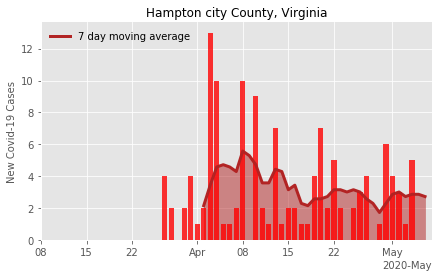 Hampton city County, Virginia
7 day moving average
New Covid-19 Cases
12
10
8
6
4
2
0
08 15 22 Apr 08 15 22 May
2020-May